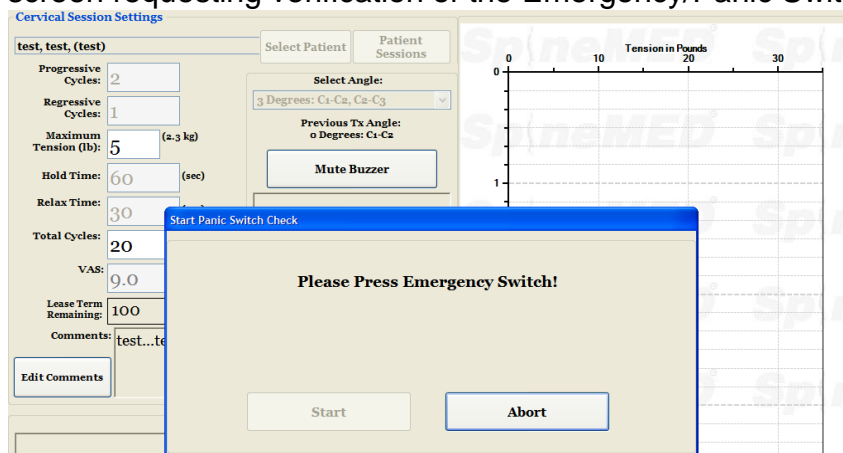 screen requesting verification of the Emergency/Panic Swit
Cervical Session Settings
test, test, (test)
Select Patient
Patient Sessions
Progressive Cycles: 2
Regressive Cycles: 1
Maximum Tension (lb): 5 (2.3 kg)
Hold Time: 60 (sec)
Relax Time: 30
Total Cycles: 20
VAS: 9.0
Lease Term Remaining: 100
Comments: test...te
Edit Comments
Select Angle:
3 Degrees: C1-C2, C2-C3
Previous Tx Angle:
0 Degrees: C1-C2
Mute Buzzer
Start Panic Switch Check
Please Press Emergency Switch!
Start
Abort
Tension in Pounds
0 10 20 30
0
1
SpineMED